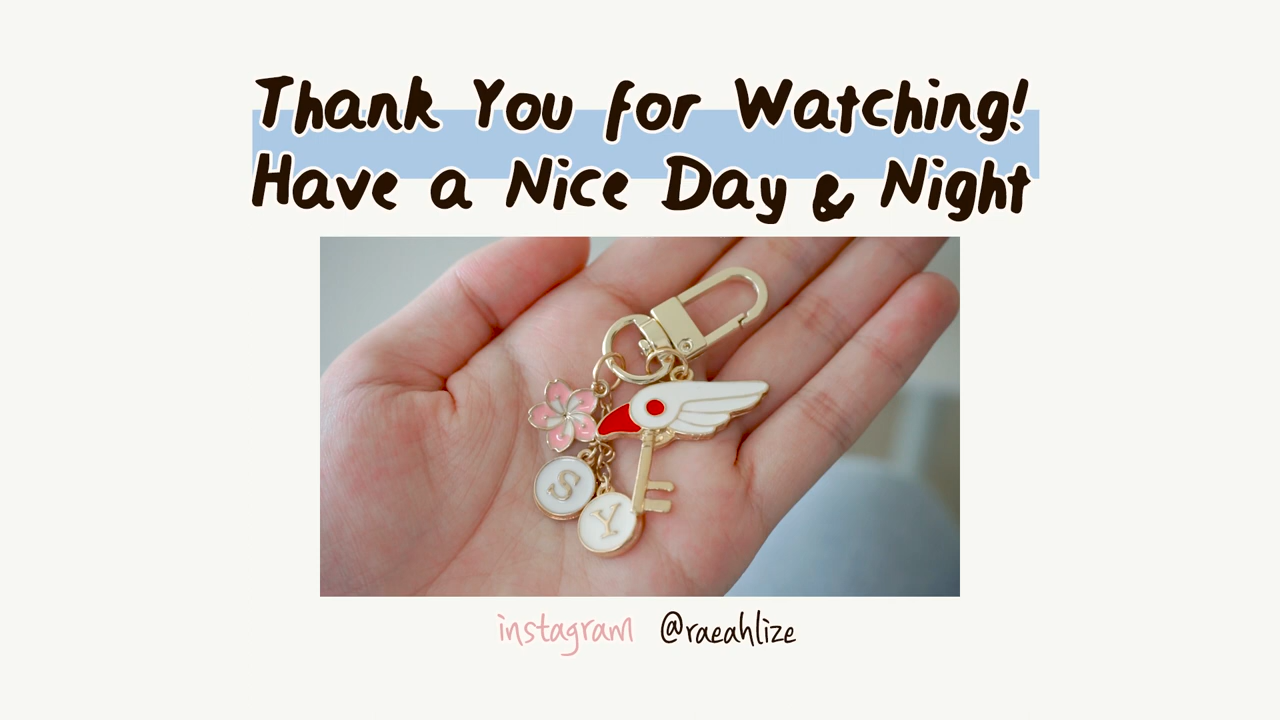 Thank You for Watching!
Have a Nice Day & Night
S
Y
instagram @raeahlize